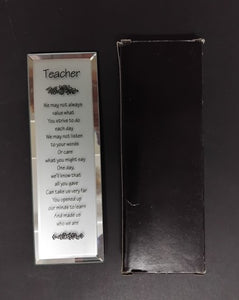 Teacher
We may not always
value what
You strive to do
each day
We may not listen
to your words
Or care
what you might say
One day,
we'll know that
all you gave
Can take us very far
You opened up
our minds to learn
And made us
who we are